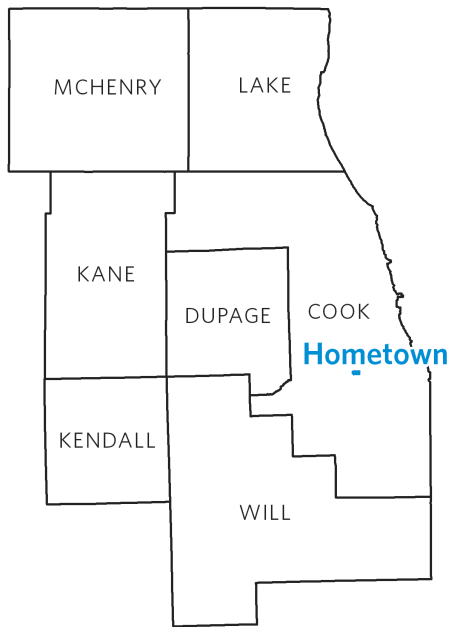 MCHENRY
LAKE
KANE
DUPAGE
COOK
Hometown
KENDALL
WILL